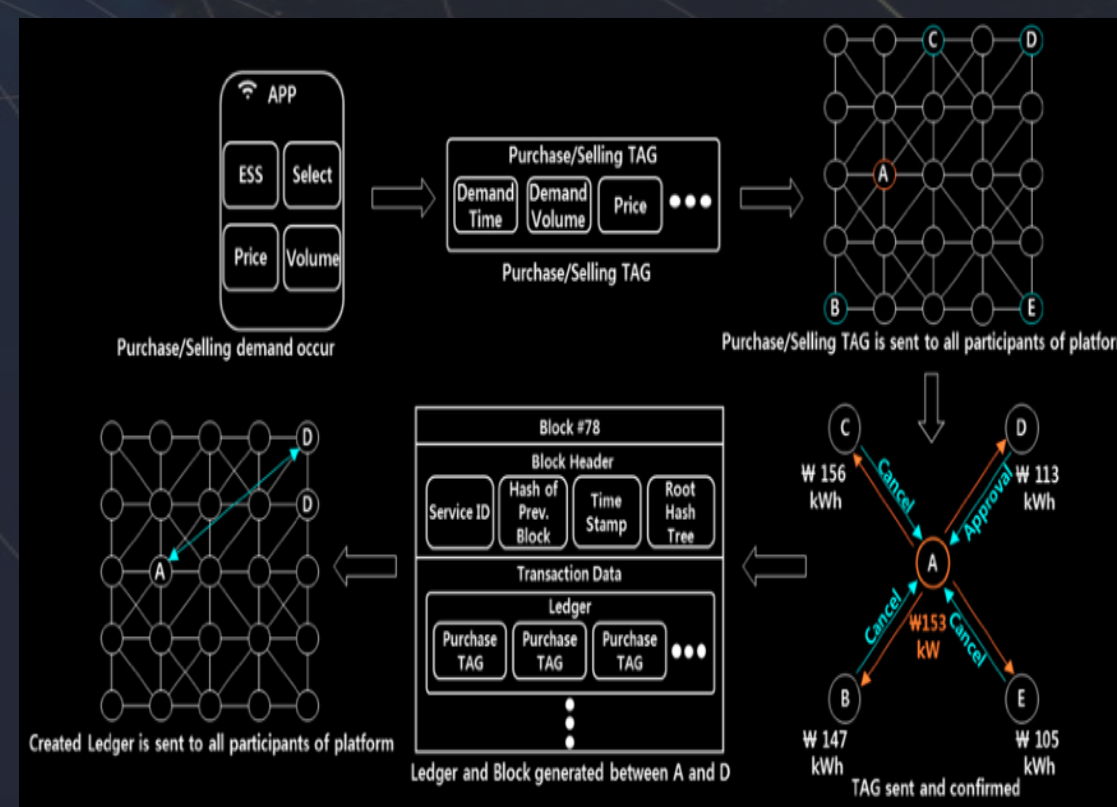 APP
ESS
Select
Price
Volume
Purchase/Selling demand occur
Purchase/Selling TAG
Demand
Time
Demand
Volume
Price
Purchase/Selling TAG
C
D
A
B
E
Purchase/Selling TAG is sent to all participants of platform
C
D
₩ 156
kWh
₩ 113
kWh
Cancel
Approval
A
₩153
kW
Cancel
Cancel
B
E
₩ 147
kWh
₩ 105
kWh
TAG sent and confirmed
Block #78
Block Header
Service ID
Hash of
Prev.
Block
Time
Stamp
Root
Hash
Tree
Transaction Data
Ledger
Purchase
TAG
Purchase
TAG
Purchase
TAG
Ledger and Block generated between A and D
D
D
A
Created Ledger is sent to all participants of platform